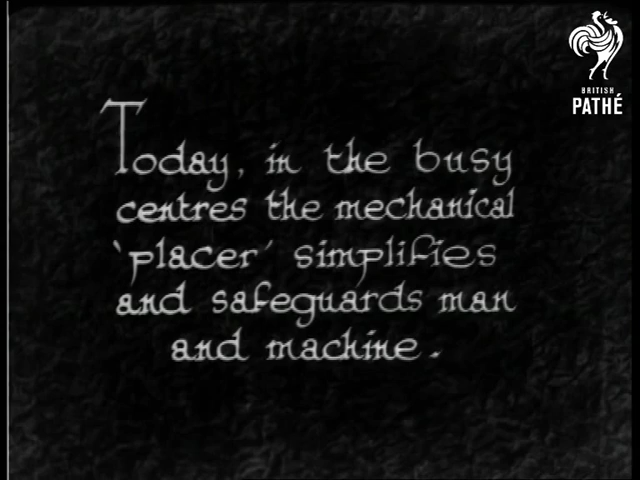 BRITISH
PATHÉ
Today, in the busy
centres the mechanical
‘placer’ simplifies
and safeguards man
and machine.